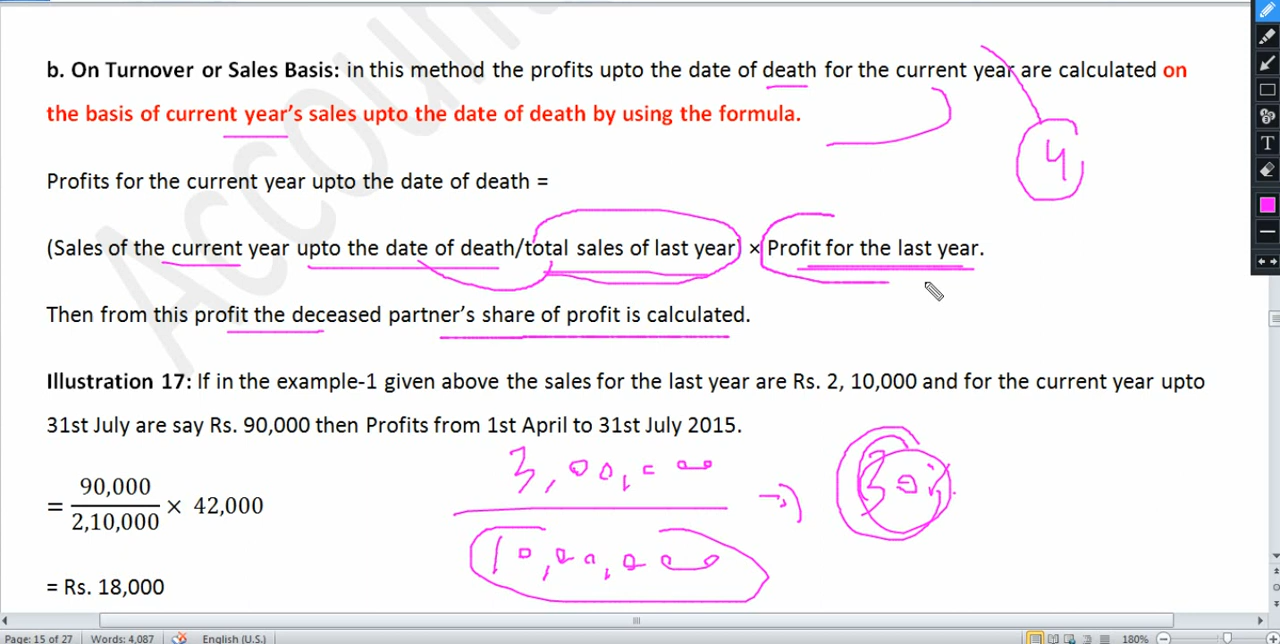 b. On Turnover or Sales Basis: in this method the profits upto the date of death for the current year are calculated on
the basis of current year's sales upto the date of death by using the formula.
4
Profits for the current year upto the date of death =
(Sales of the current year upto the date of death/total sales of last year) × Profit for the last year.
Then from this profit the deceased partner's share of profit is calculated.
Illustration 17: If in the example-1 given above the sales for the last year are Rs. 2, 10,000 and for the current year upto
31st July are say Rs. 90,000 then Profits from 1st April to 31st July 2015.
3,00,000
30%
= 90,000/2,10,000 × 42,000
10,00,000
= Rs. 18,000
Accoun
T
Page: 15 of 27 Words: 4,087 English (U.S.) 180%